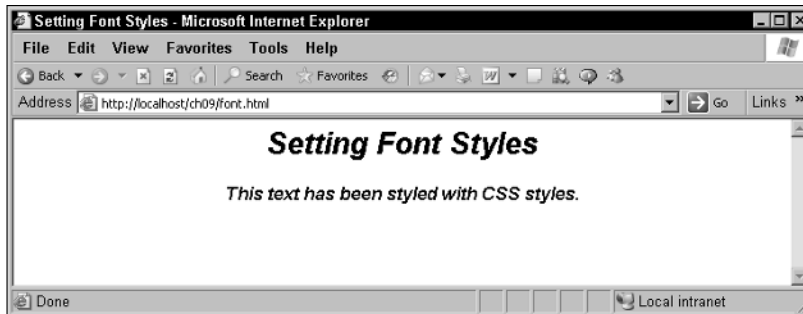 Setting Font Styles - Microsoft Internet Explorer
File Edit View Favorites Tools Help
Back Search Favorites W
Address http://localhost/ch09/font.html Go Links »
Setting Font Styles
This text has been styled with CSS styles.
Done Local intranet